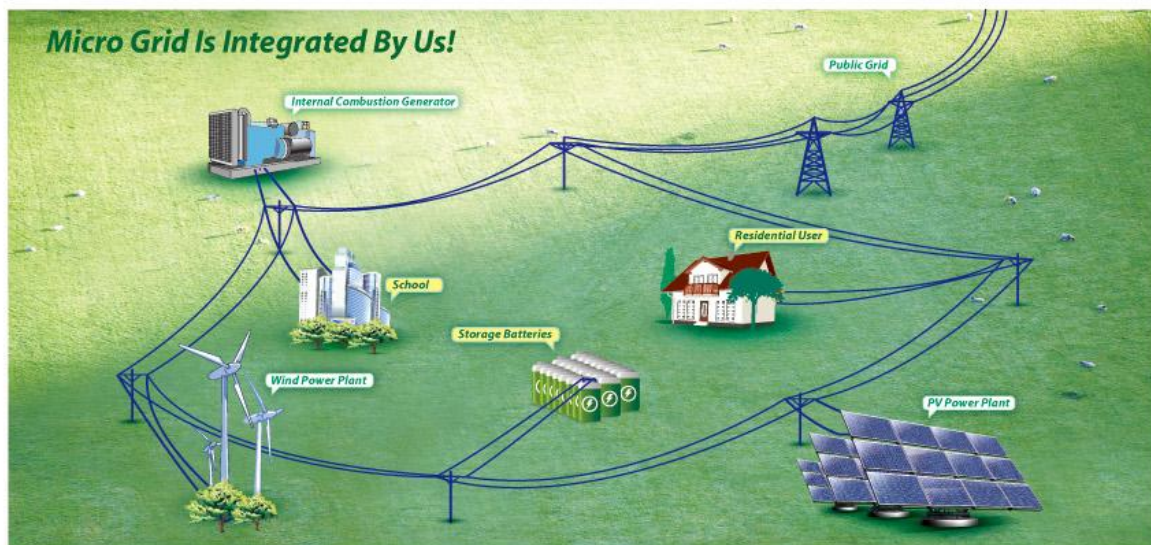 Micro Grid Is Integrated By Us!
Public Grid
Internal Combustion Generator
Residential User
School
Storage Batteries
Wind Power Plant
PV Power Plant